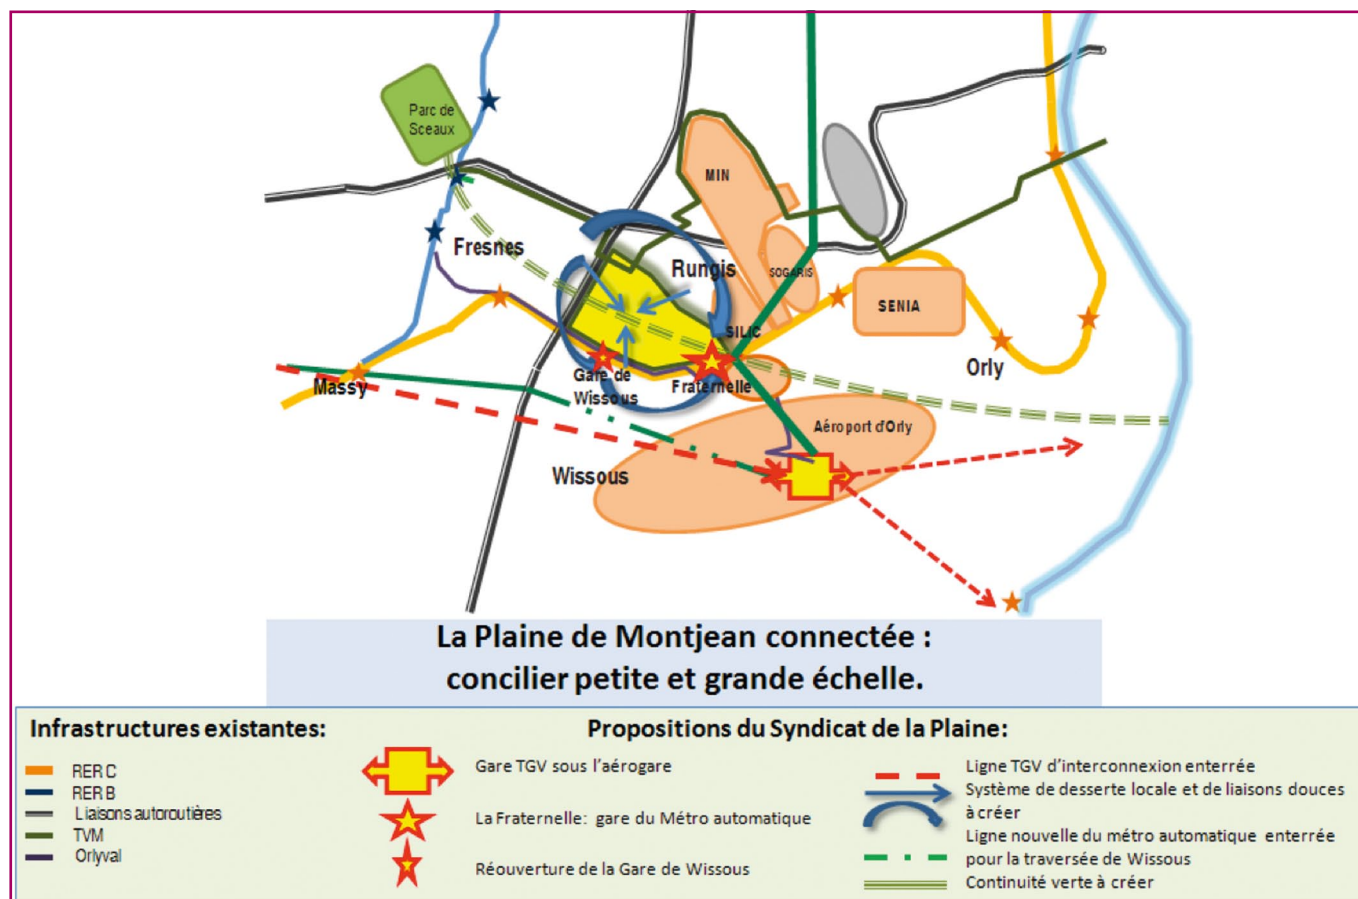 Parc de
Sceaux
MIN
Fresnes
Rungis
SOGARIS
SENIA
SILIC
Massy
Gare de
Wissous
Fraternelle
Orly
Aéroport d'Orly
Wissous
La Plaine de Montjean connectée :
concilier petite et grande échelle.
Infrastructures existantes:
RER C
RER B
Liaisons autoroutières
TVM
Orlyval
Propositions du Syndicat de la Plaine:
Gare TGV sous l'aérogare
La Fraternelle: gare du Métro automatique
Réouverture de la Gare de Wissous
Ligne TGV d'interconnexion enterrée
Système de desserte locale et de liaisons douces
à créer
Ligne nouvelle du métro automatique enterrée
pour la traversée de Wissous
Continuité verte à créer